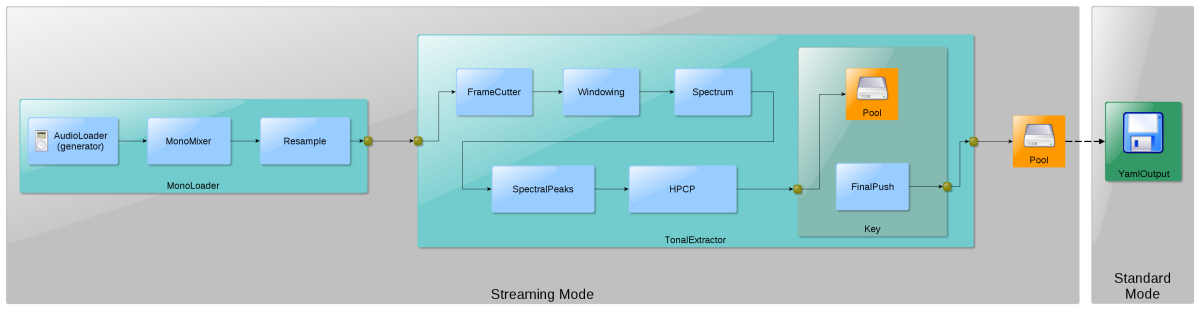 AudioLoader
(generator)
MonoMixer
Resample
MonoLoader
FrameCutter
Windowing
Spectrum
SpectralPeaks
HPCP
Pool
FinalPush
Key
TonalExtractor
Pool
Streaming Mode
YamlOutput
Standard
Mode